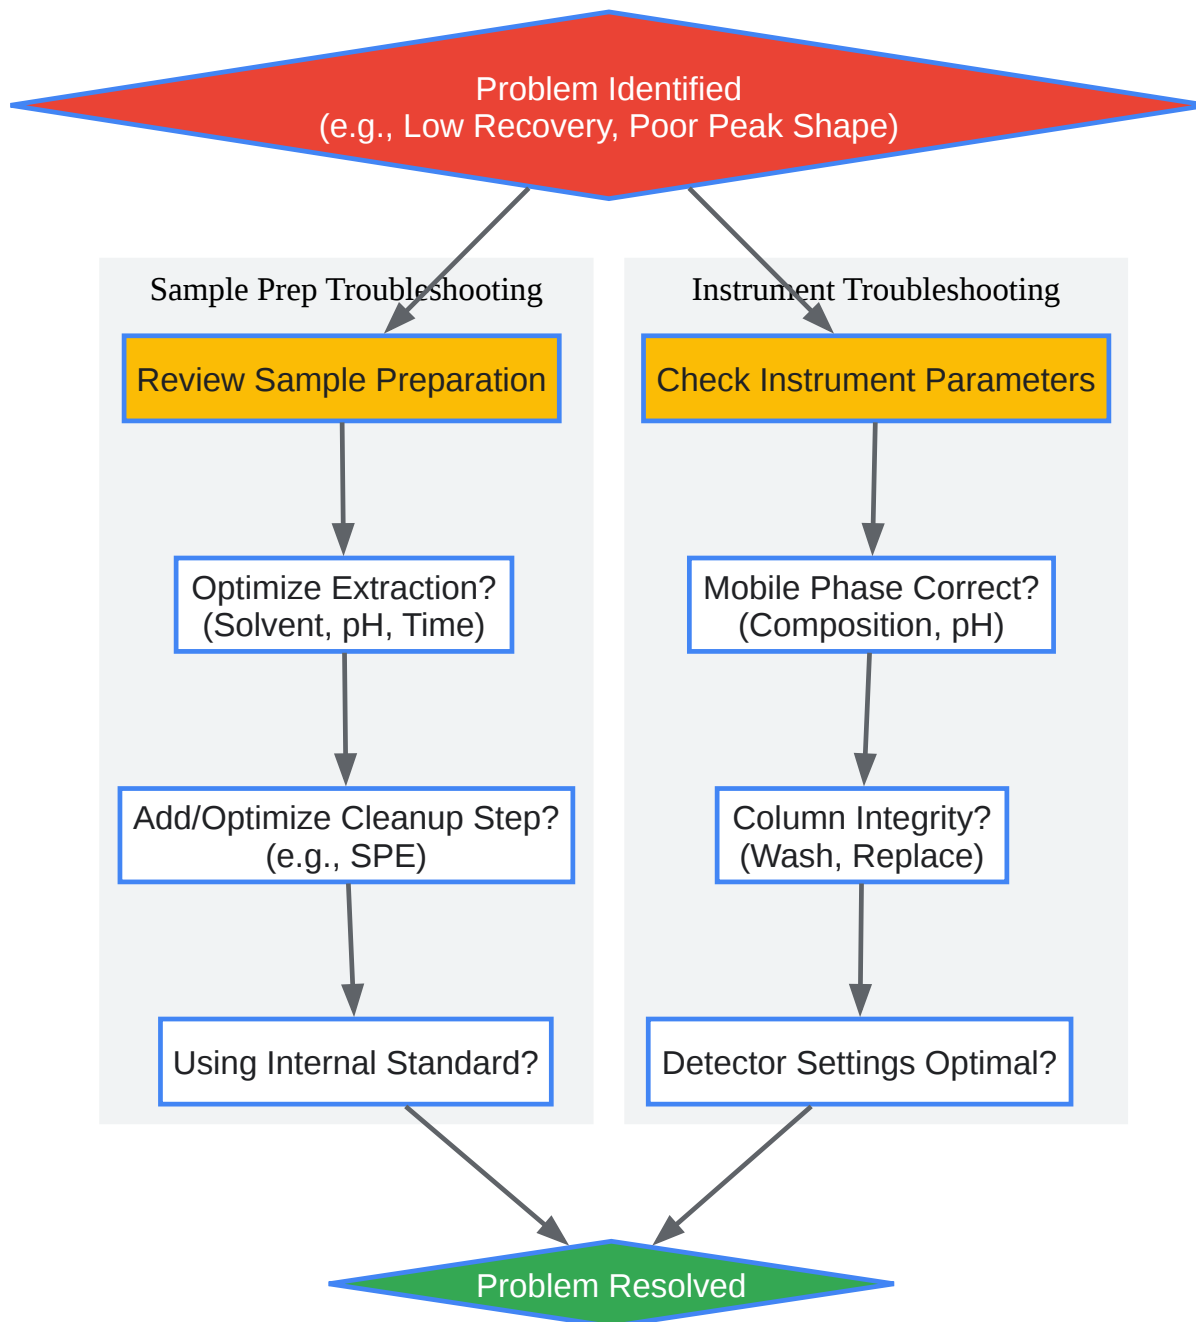 Problem Identified
(e.g., Low Recovery, Poor Peak Shape)
Sample Prep Troubleshooting
Review Sample Preparation
Optimize Extraction?
(Solvent, pH, Time)
Add/Optimize Cleanup Step?
(e.g., SPE)
Using Internal Standard?
Instrument Troubleshooting
Check Instrument Parameters
Mobile Phase Correct?
(Composition, pH)
Column Integrity?
(Wash, Replace)
Detector Settings Optimal?
Problem Resolved